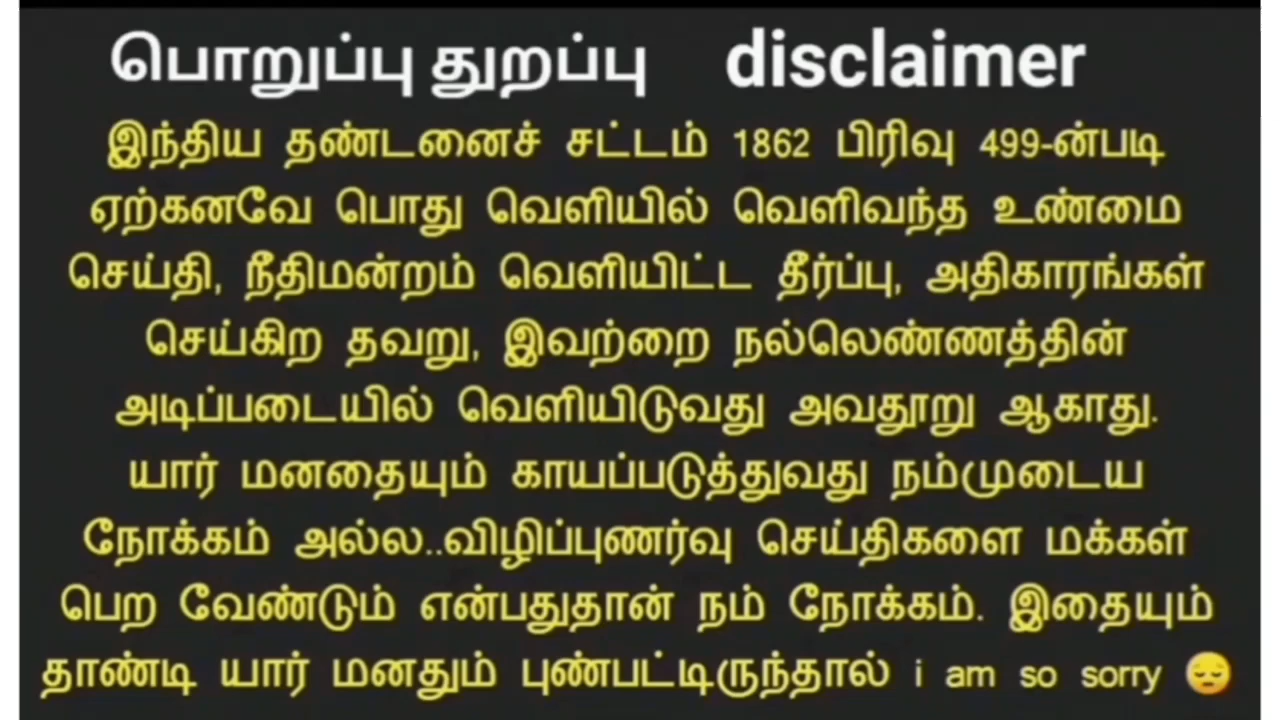 பொறுப்பு துறப்பு disclaimer
இந்திய தண்டனைச் சட்டம் 1862 பிரிவு 499-ன்படி
ஏற்கனவே பொது வெளியில் வெளிவந்த உண்மை
செய்தி, நீதிமன்றம் வெளியிட்ட தீர்ப்பு, அதிகாரங்கள்
செய்கிற தவறு, இவற்றை நல்லெண்ணத்தின்
அடிப்படையில் வெளியிடுவது அவதூறு ஆகாது.
யார் மனதையும் காயப்படுத்துவது நம்முடைய
நோக்கம் அல்ல..விழிப்புணர்வு செய்திகளை மக்கள்
பெற வேண்டும் என்பதுதான் நம் நோக்கம். இதையும்
தாண்டி யார் மனதும் புண்பட்டிருந்தால் i am so sorry 😔